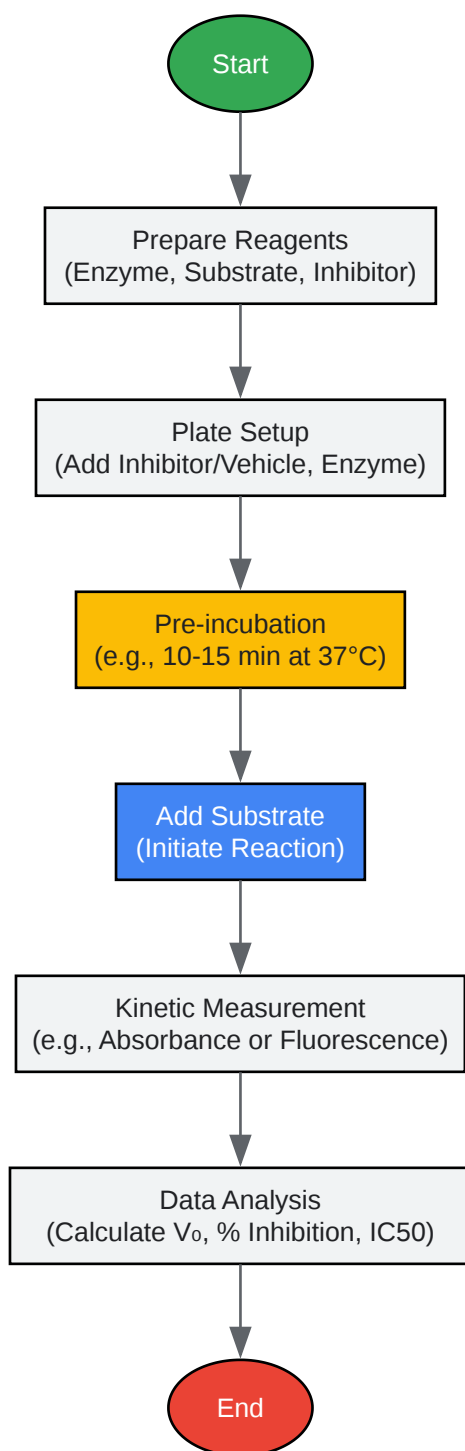 Start
Prepare Reagents
(Enzyme, Substrate, Inhibitor)
Plate Setup
(Add Inhibitor/Vehicle, Enzyme)
Pre-incubation
(e.g., 10-15 min at 37°C)
Add Substrate
(Initiate Reaction)
Kinetic Measurement
(e.g., Absorbance or Fluorescence)
Data Analysis
(Calculate V₀, % Inhibition, IC50)
End